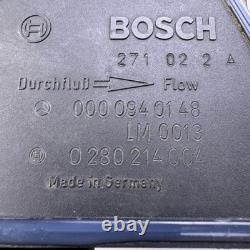 BOSCH
271 02 2 A
Durchfluß Flow
000 094 01 48
LM 0013
0 280 214 004
Made in Germany
ebay